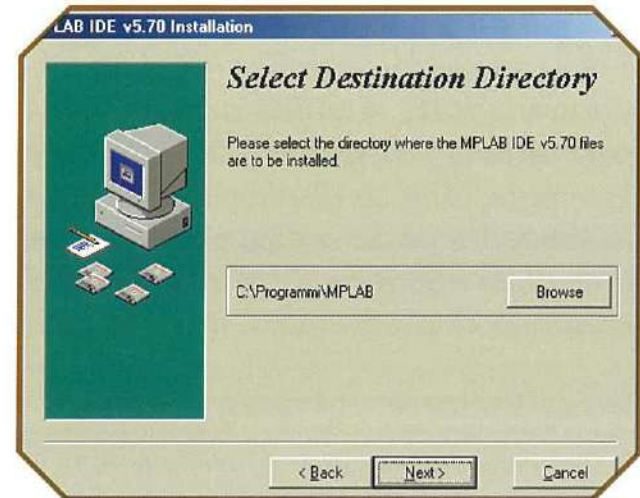 LAB IDE v5.70 Installation
Select Destination Directory
Please select the directory where the MPLAB IDE v5.70 files
are to be installed.
C:\Programmi\MPLAB
Browse
< Back
Next >
Cancel